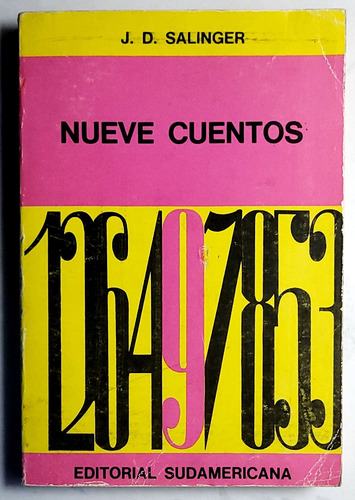 J. D. SALINGER
NUEVE CUENTOS
126497853
EDITORIAL SUDAMERICANA